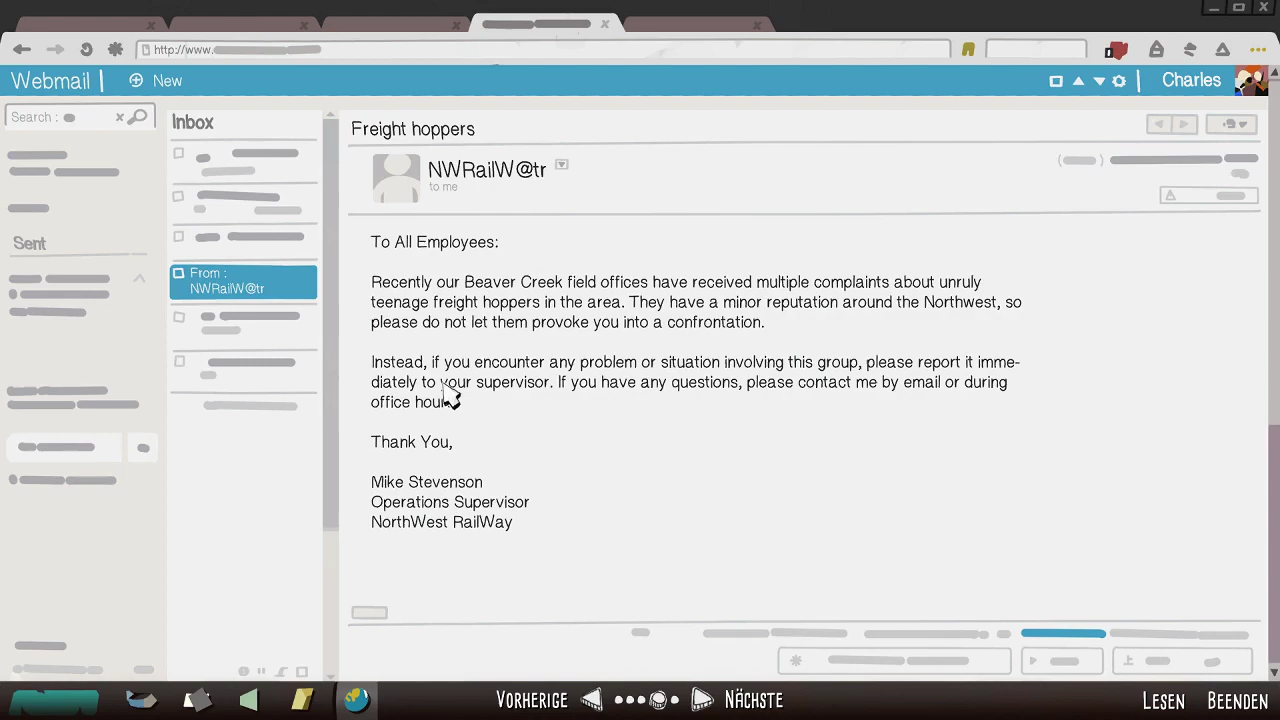 http://www.
Webmail
New
Charles
Search :
Inbox
Freight hoppers
NWRailW@tr
to me
Sent
From :
NWRailW@tr
To All Employees:
Recently our Beaver Creek field offices have received multiple complaints about unruly
teenage freight hoppers in the area. They have a minor reputation around the Northwest, so
please do not let them provoke you into a confrontation.
Instead, if you encounter any problem or situation involving this group, please report it imme-
diately to your supervisor. If you have any questions, please contact me by email or during
office hour
Thank You,
Mike Stevenson
Operations Supervisor
NorthWest RailWay
VORHERIGE
NÄCHSTE
LESEN
BEENDEN